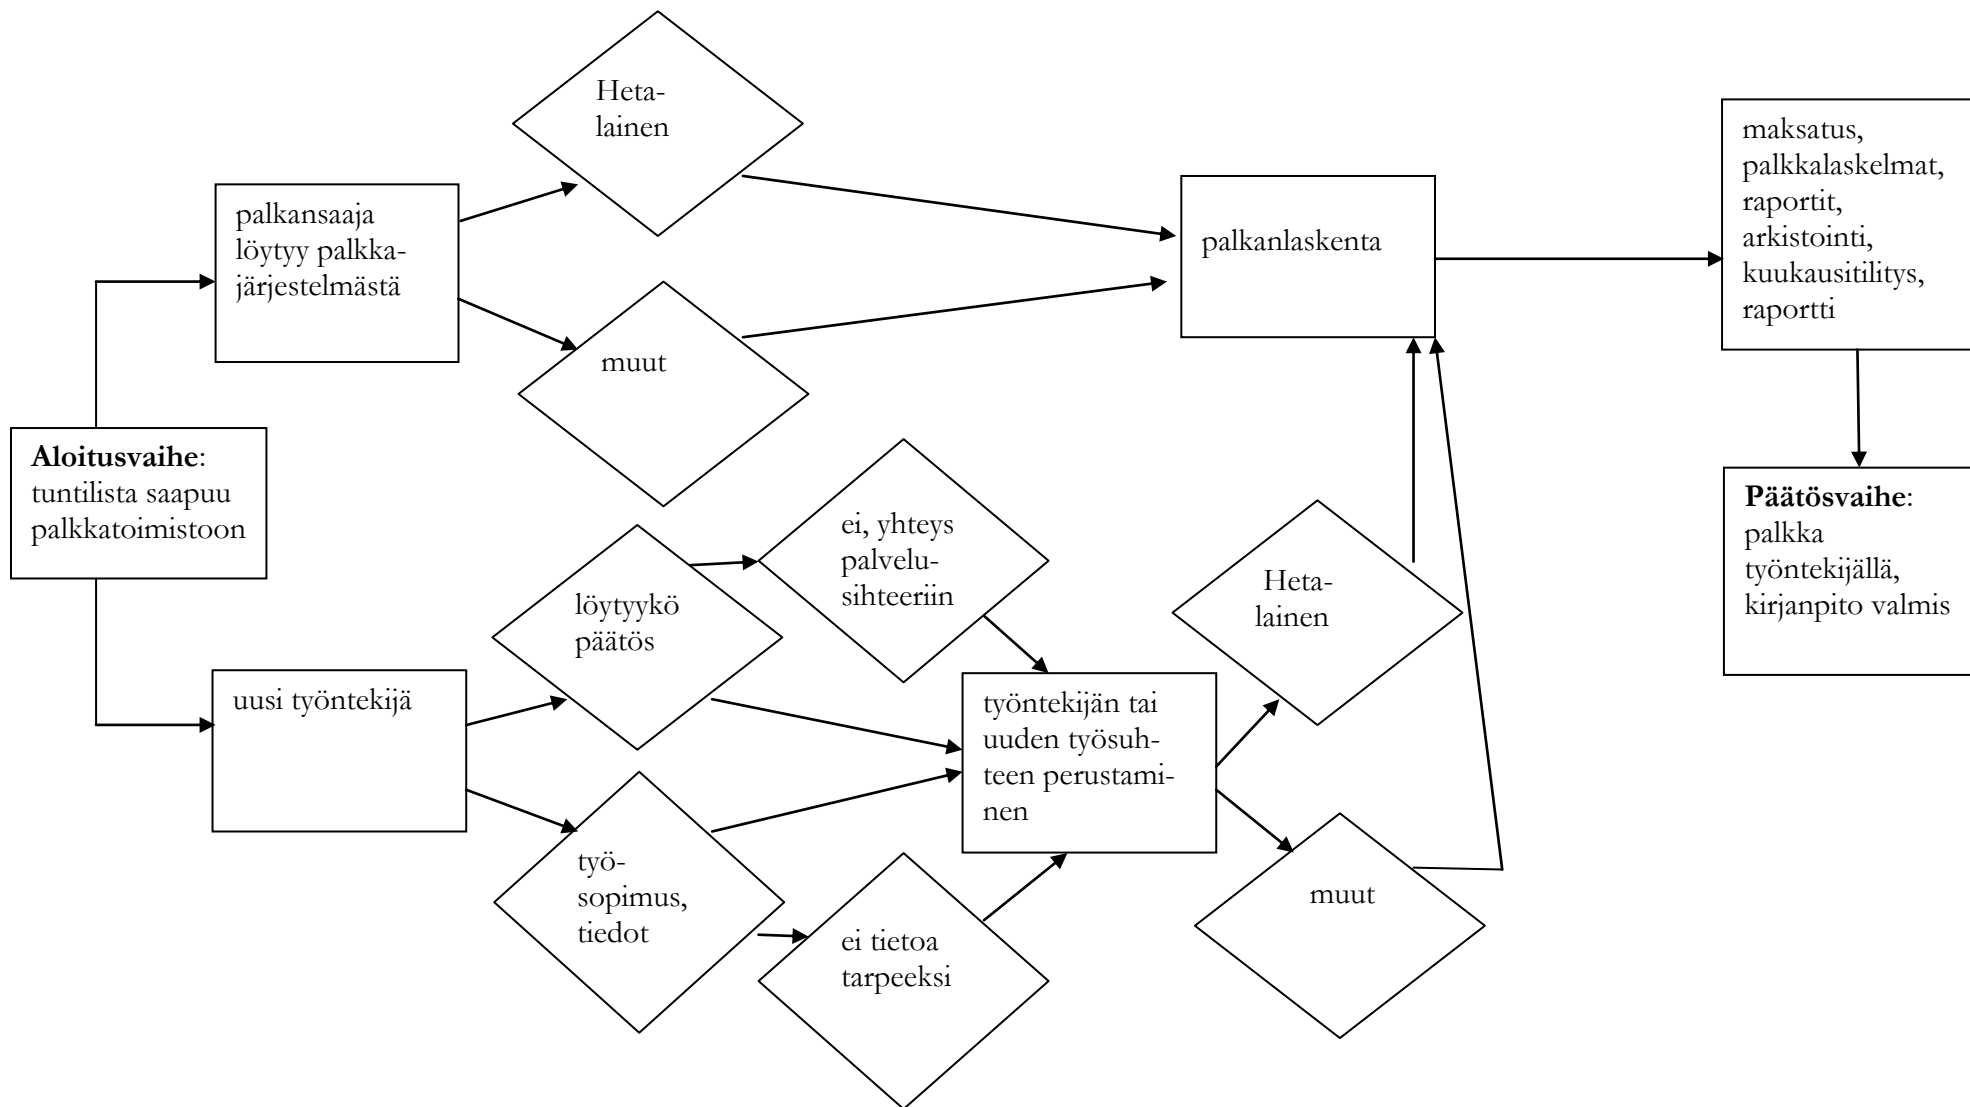 Heta-
lainen
maksatus,
palkkalaskelmat,
raportit,
arkistointi,
kuukausitilitys,
raportti
palkansaaja
löytyy palkka-
järjestelmästä
palkanlaskenta
muut
Aloitusvaihe:
tuntilista saapuu
palkkatoimistoon
ei, yhteys
palvelu-
sihteeriin
Päätösvaihe:
palkka
työntekijällä,
kirjanpito valmis
löytyykö
päätös
Heta-
lainen
uusi työntekijä
työntekijän tai
uuden työsuh-
teen perustami-
nen
työ-
sopimus,
tiedot
muut
ei tietoa
tarpeeksi